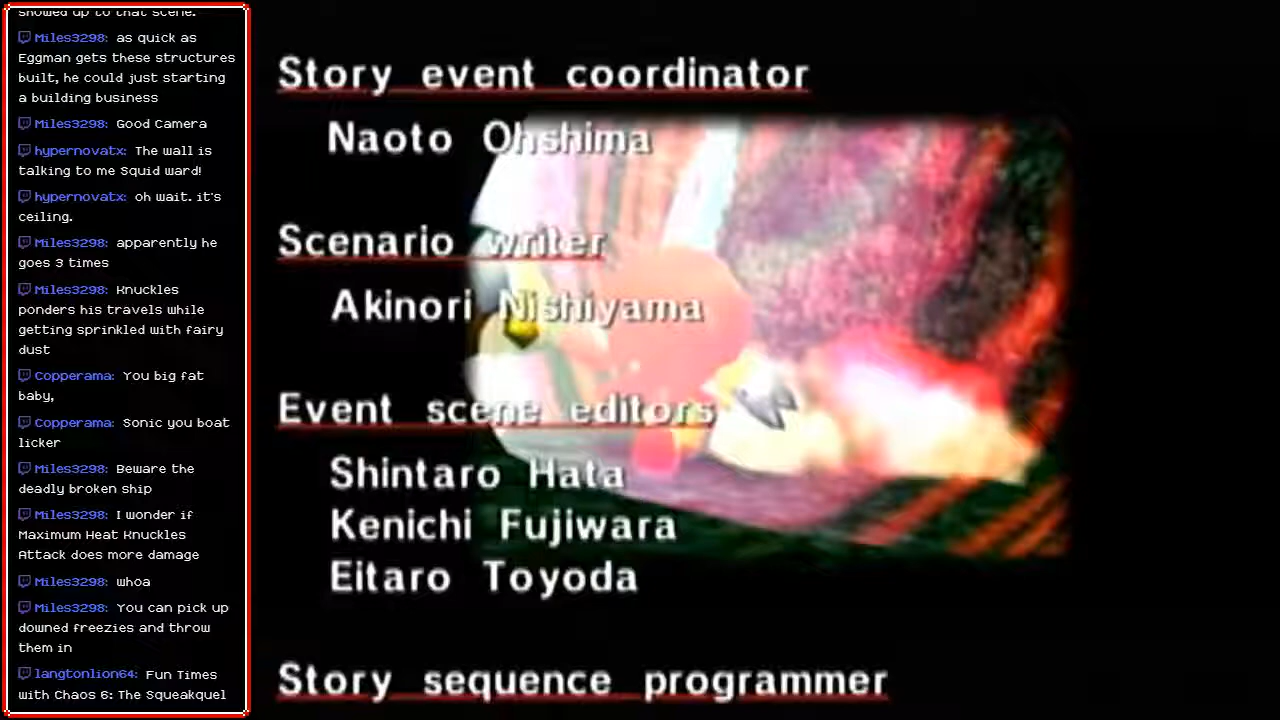 showed up to that scene.
Miles3298: as quick as
Eggman gets these structures
built, he could just starting
a building business
Miles3298: Good Camera
hypernovatx: The wall is
talking to me Squid ward!
hypernovatx: oh wait. it's
ceiling.
Miles3298: apparently he
goes 3 times
Miles3298: Knuckles
ponders his travels while
getting sprinkled with fairy
dust
Copperama: You big fat
baby,
Copperama: Sonic you boat
licker
Miles3298: Beware the
deadly broken ship
Miles3298: I wonder if
Maximum Heat Knuckles
Attack does more damage
Miles3298: whoa
Miles3298: You can pick up
downed freezies and throw
them in
langtonlion64: Fun Times
with Chaos 6: The Squeakquel
Story event coordinator
Naoto Ohshima
Scenario writer
Akinori Nishiyama
Event scene editors
Shintaro Hata
Kenichi Fujiwara
Eitaro Toyoda
Story sequence programmer